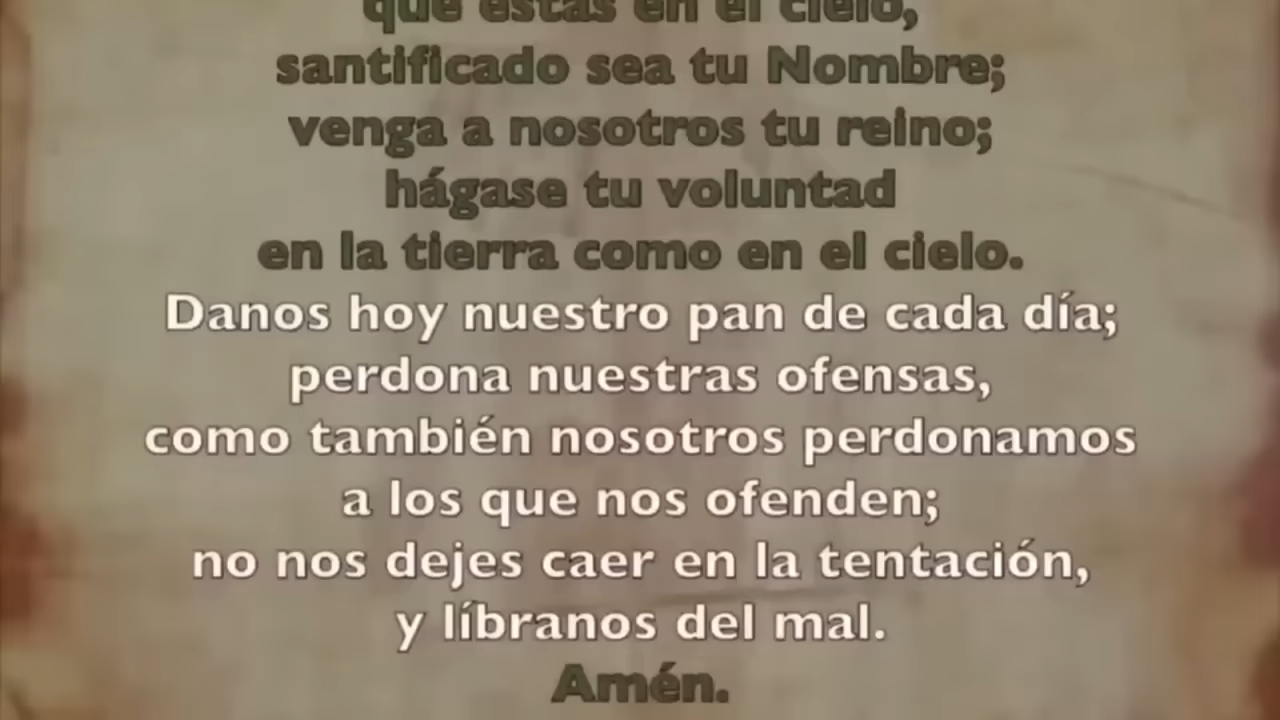 que estás en el cielo,
santificado sea tu Nombre;
venga a nosotros tu reino;
hágase tu voluntad
en la tierra como en el cielo.
Danos hoy nuestro pan de cada día;
perdona nuestras ofensas,
como también nosotros perdonamos
a los que nos ofenden;
no nos dejes caer en la tentación,
y líbranos del mal.
Amén.